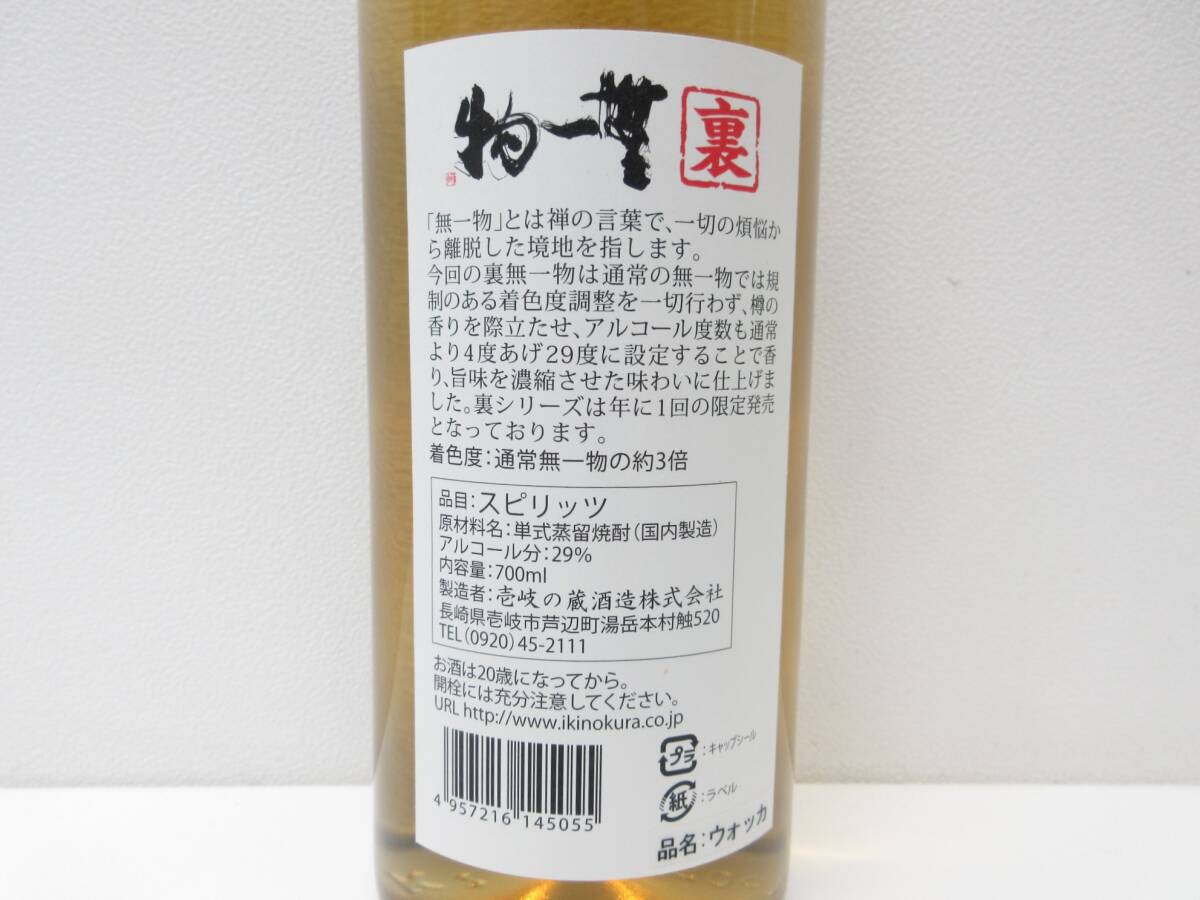 無一物 裏
「無一物」とは禅の言葉で、一切の煩悩か
ら離脱した境地を指します。
今回の裏無一物は通常の無一物では規
制のある着色度調整を一切行わず、樽の
香りを際立たせ、アルコール度数も通常
より4度あげ29度に設定することで香
り、旨味を濃縮させた味わいに仕上げま
した。裏シリーズは年に1回の限定発売
となっております。
着色度：通常無一物の約3倍
品目：スピリッツ
原材料名：単式蒸留焼酎（国内製造）
アルコール分：29%
内容量：700ml
製造者：壱岐の蔵酒造株式会社
長崎県壱岐市芦辺町湯岳本村触520
TEL（0920）45-2111
お酒は20歳になってから。
開栓には充分注意してください。
URL http://www.ikinokura.co.jp
プラ：キャップシール
紙：ラベル
4 957216 145055
品名：ウォッカ